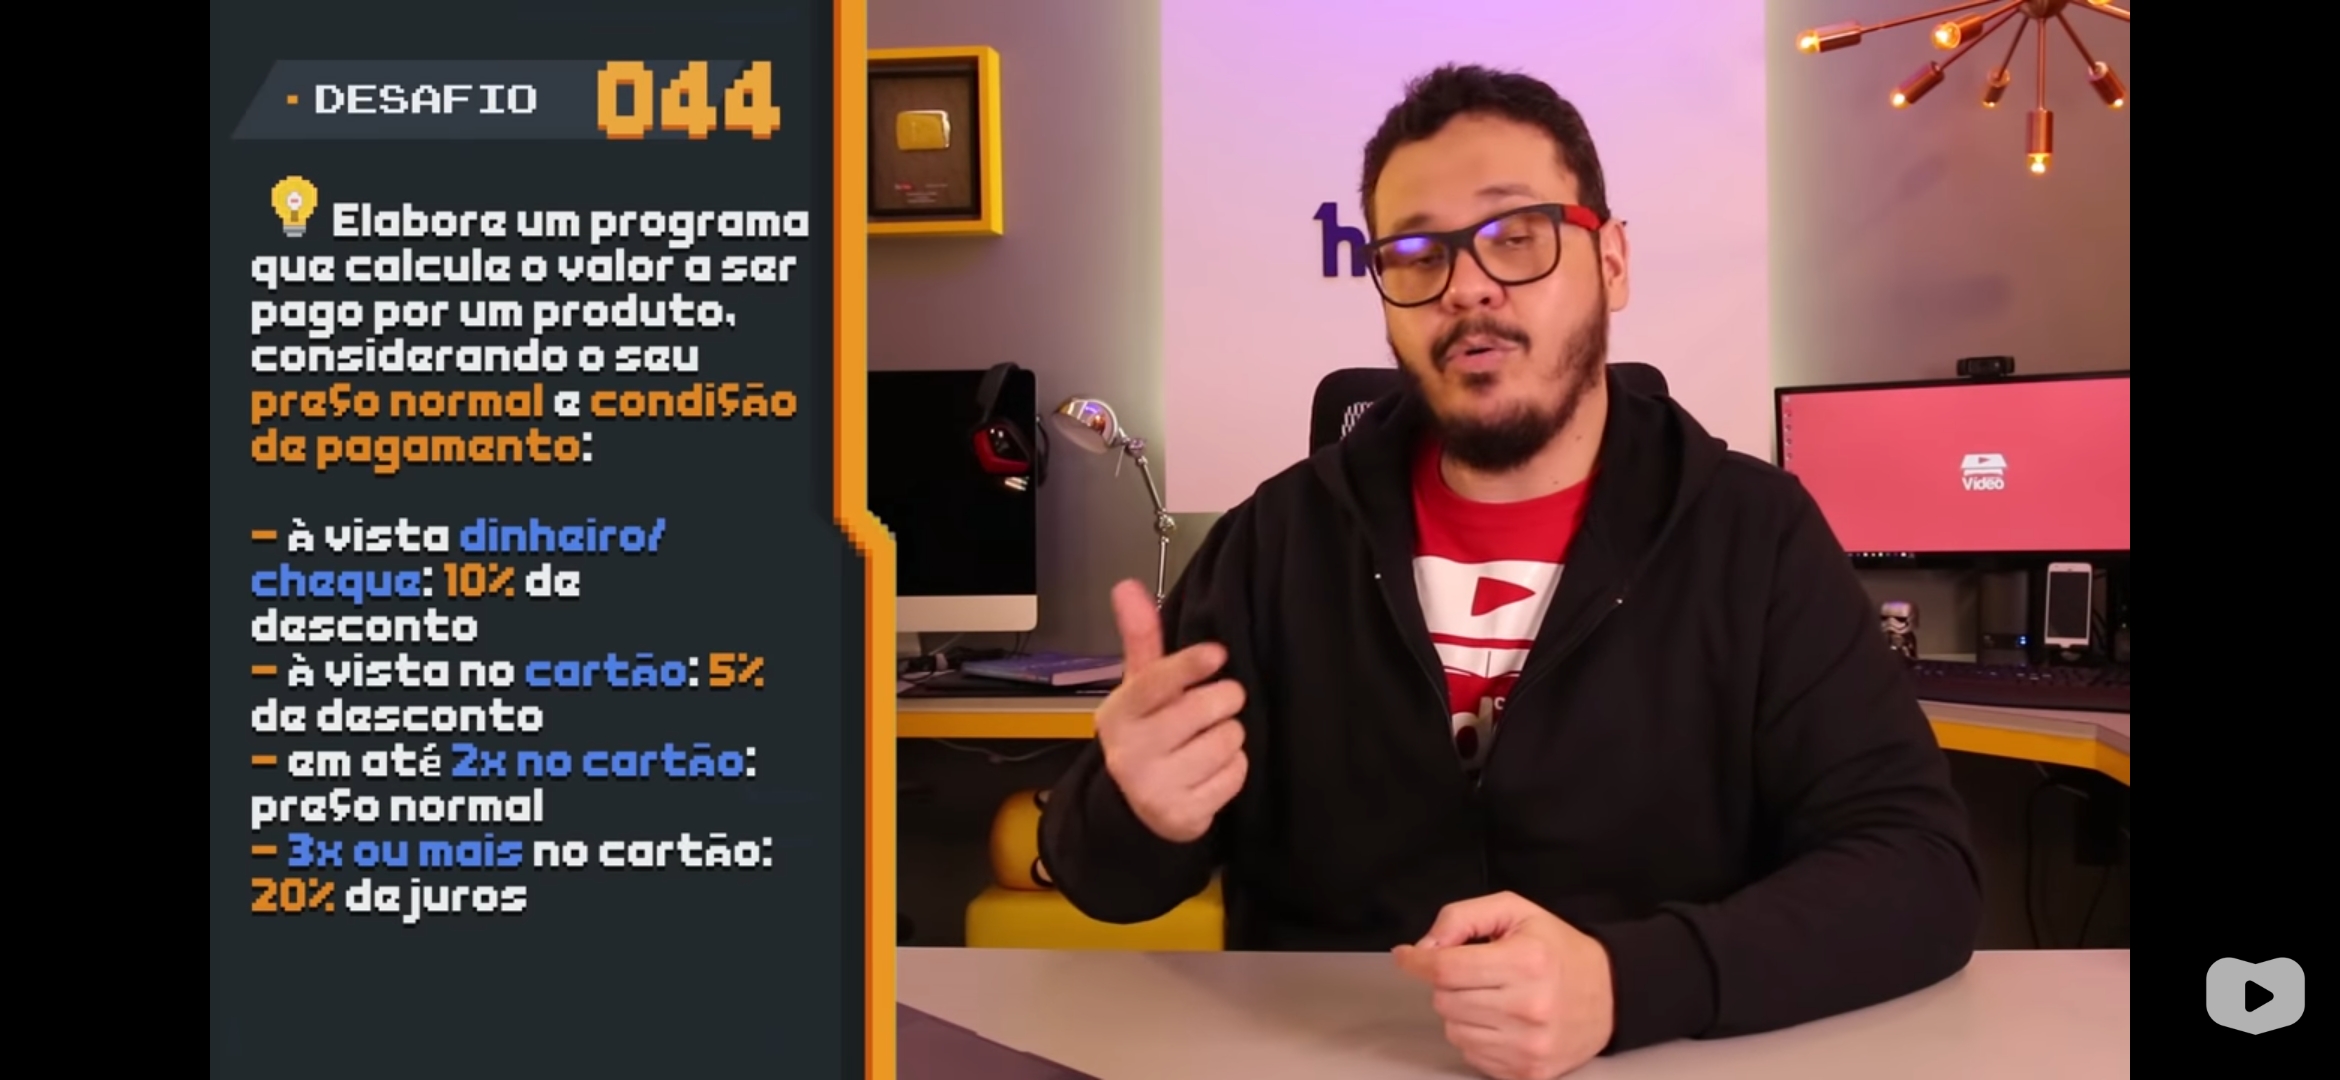 DESAFIO 044
Elabore um programa
que calcule o valor a ser
pago por um produto,
considerando o seu
preço normal e condição
de pagamento:
- à vista dinheiro/
cheque: 10% de
desconto
- à vista no cartão: 5%
de desconto
- em até 2x no cartão:
preço normal
- 3x ou mais no cartão:
20% de juros
h
Vídeo